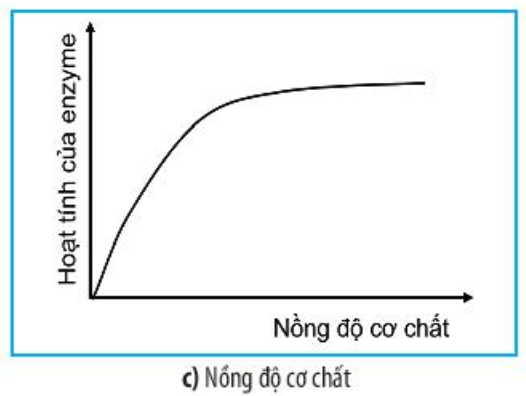 Hoạt tính của enzyme
Nồng độ cơ chất
c) Nồng độ cơ chất